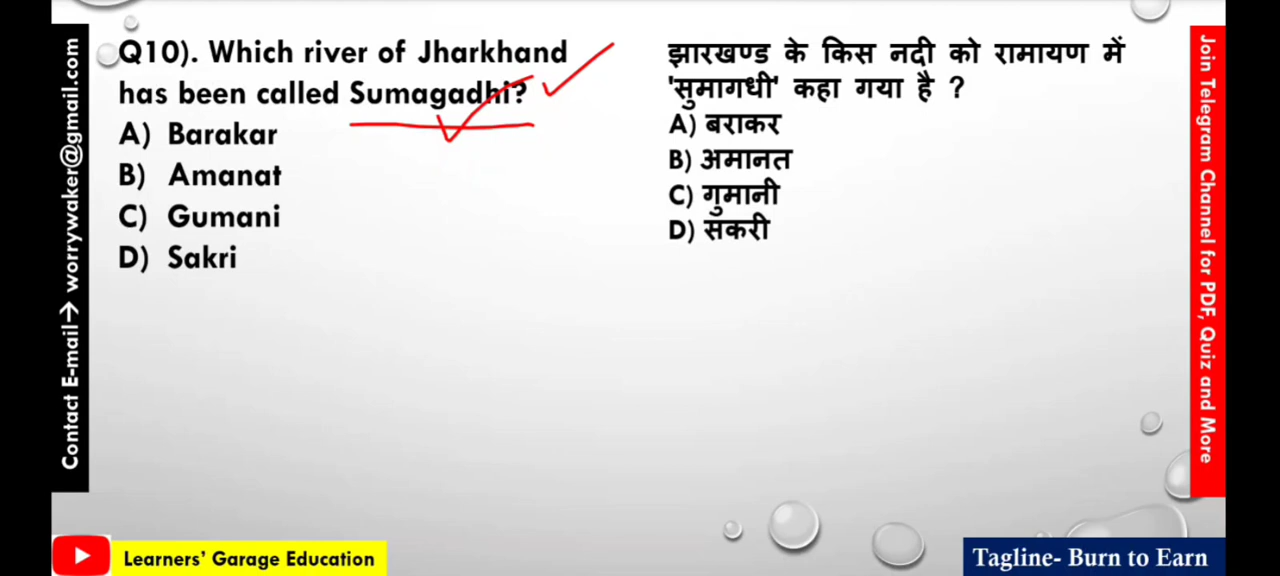 Q10). Which river of Jharkhand
has been called Sumagadhi?
A) Barakar
B) Amanat
C) Gumani
D) Sakri
झारखण्ड के किस नदी को रामायण में
'सुमागधी' कहा गया है ?
A) बराकर
B) अमानत
C) गुमानी
D) सकरी
Contact E-mail→ worrywaker@gmail.com
Join Telegram Channel for PDF, Quiz and More
Learners' Garage Education
Tagline- Burn to Earn